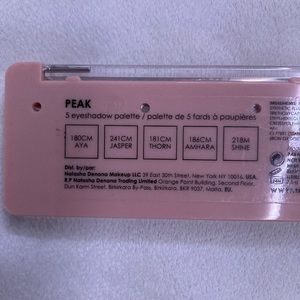 PEAK
5 eyeshadow palette / palette de 5 fards à paupières
180CM
AYA
241CM
JASPER
181CM
THORN
186CM
AMHARA
218M
SHINE
Dist. by/par:
Natasha Denona Makeup LLC 39 East 30th Street, New York NY 10016, USA.
R.P Natasha Denona Trading Limited Orange Point Building, Second Floor,
Dun Karm Street, Birkirkara By-Pass, Birkirkara, BKR 9037, Malta, EU.